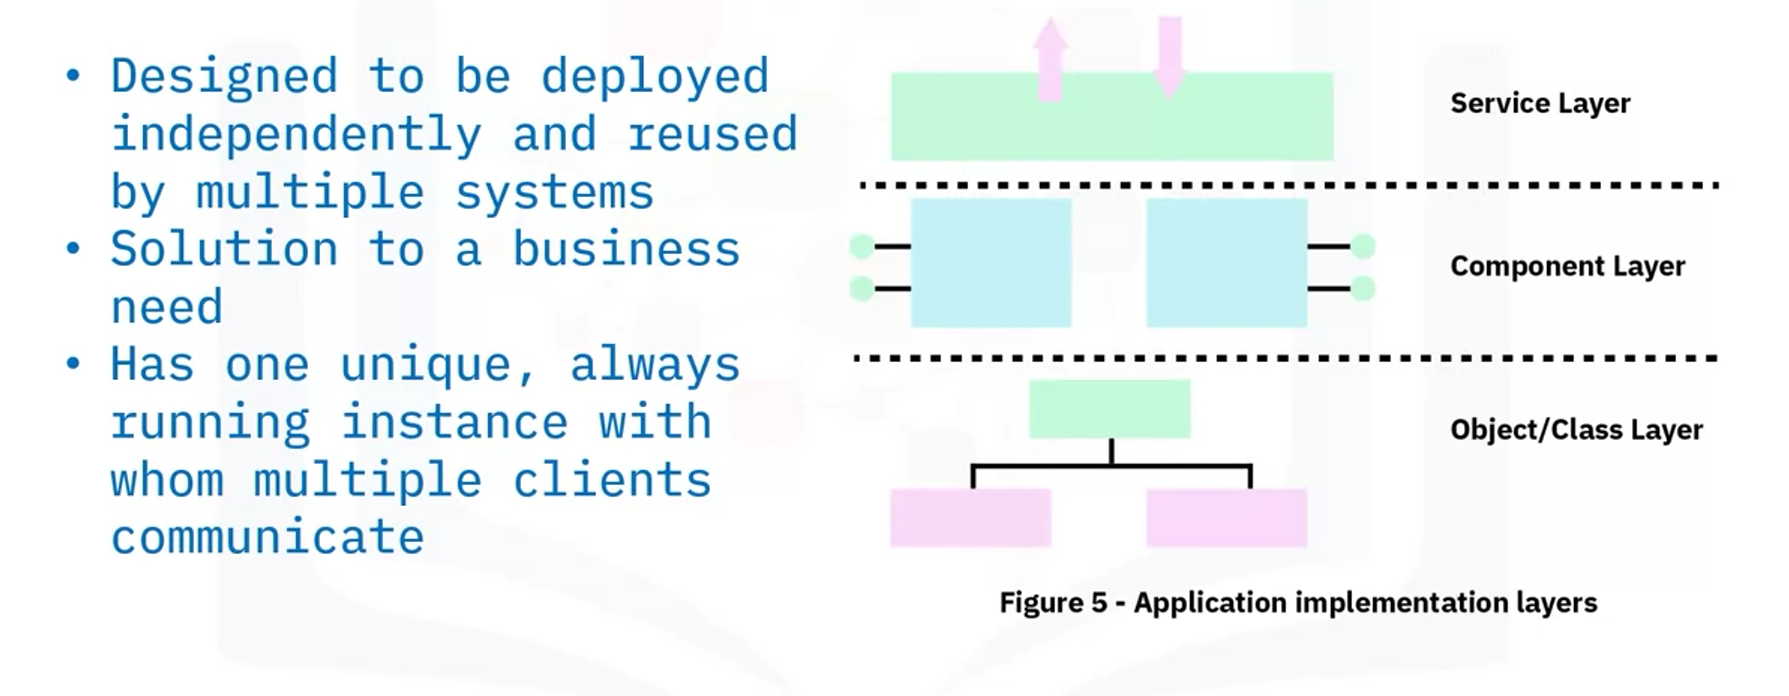 • Designed to be deployed
independently and reused
by multiple systems
• Solution to a business
need
• Has one unique, always
running instance with
whom multiple clients
communicate
Service Layer
Component Layer
Object/Class Layer
Figure 5 - Application implementation layers